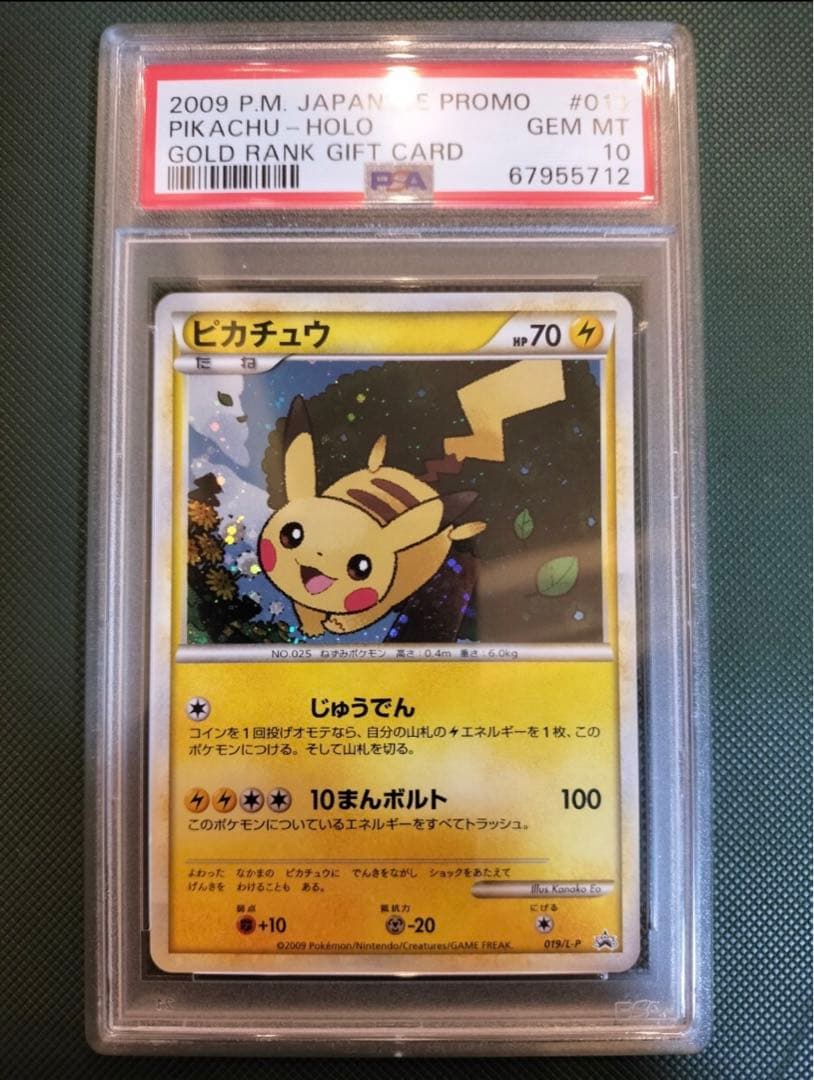 2009 P.M. JAPAN E PROMO #01
PIKACHU-HOLO GEM MT
GOLD RANK GIFT CARD 10
PSA 67955712
ピカチュウ HP70
たね
NO.025 ねずみポケモン 高さ:0.4m 重さ:6.0kg
じゅうでん
コインを1回投げオモテなら、自分の山札のエネルギーを1枚、この
ポケモンにつける。そして山札を切る。
10まんボルト 100
このポケモンについているエネルギーをすべてトラッシュ。
よわった なかまの ピカチュウに でんきをながし ショックをあたえて
げんきを わけることも ある。
Illus Kanako Eo
弱点 抵抗力 にげる
+10 -20
©2009 Pokémon/Nintendo/Creatures/GAME FREAK. 019/L-P
PSA